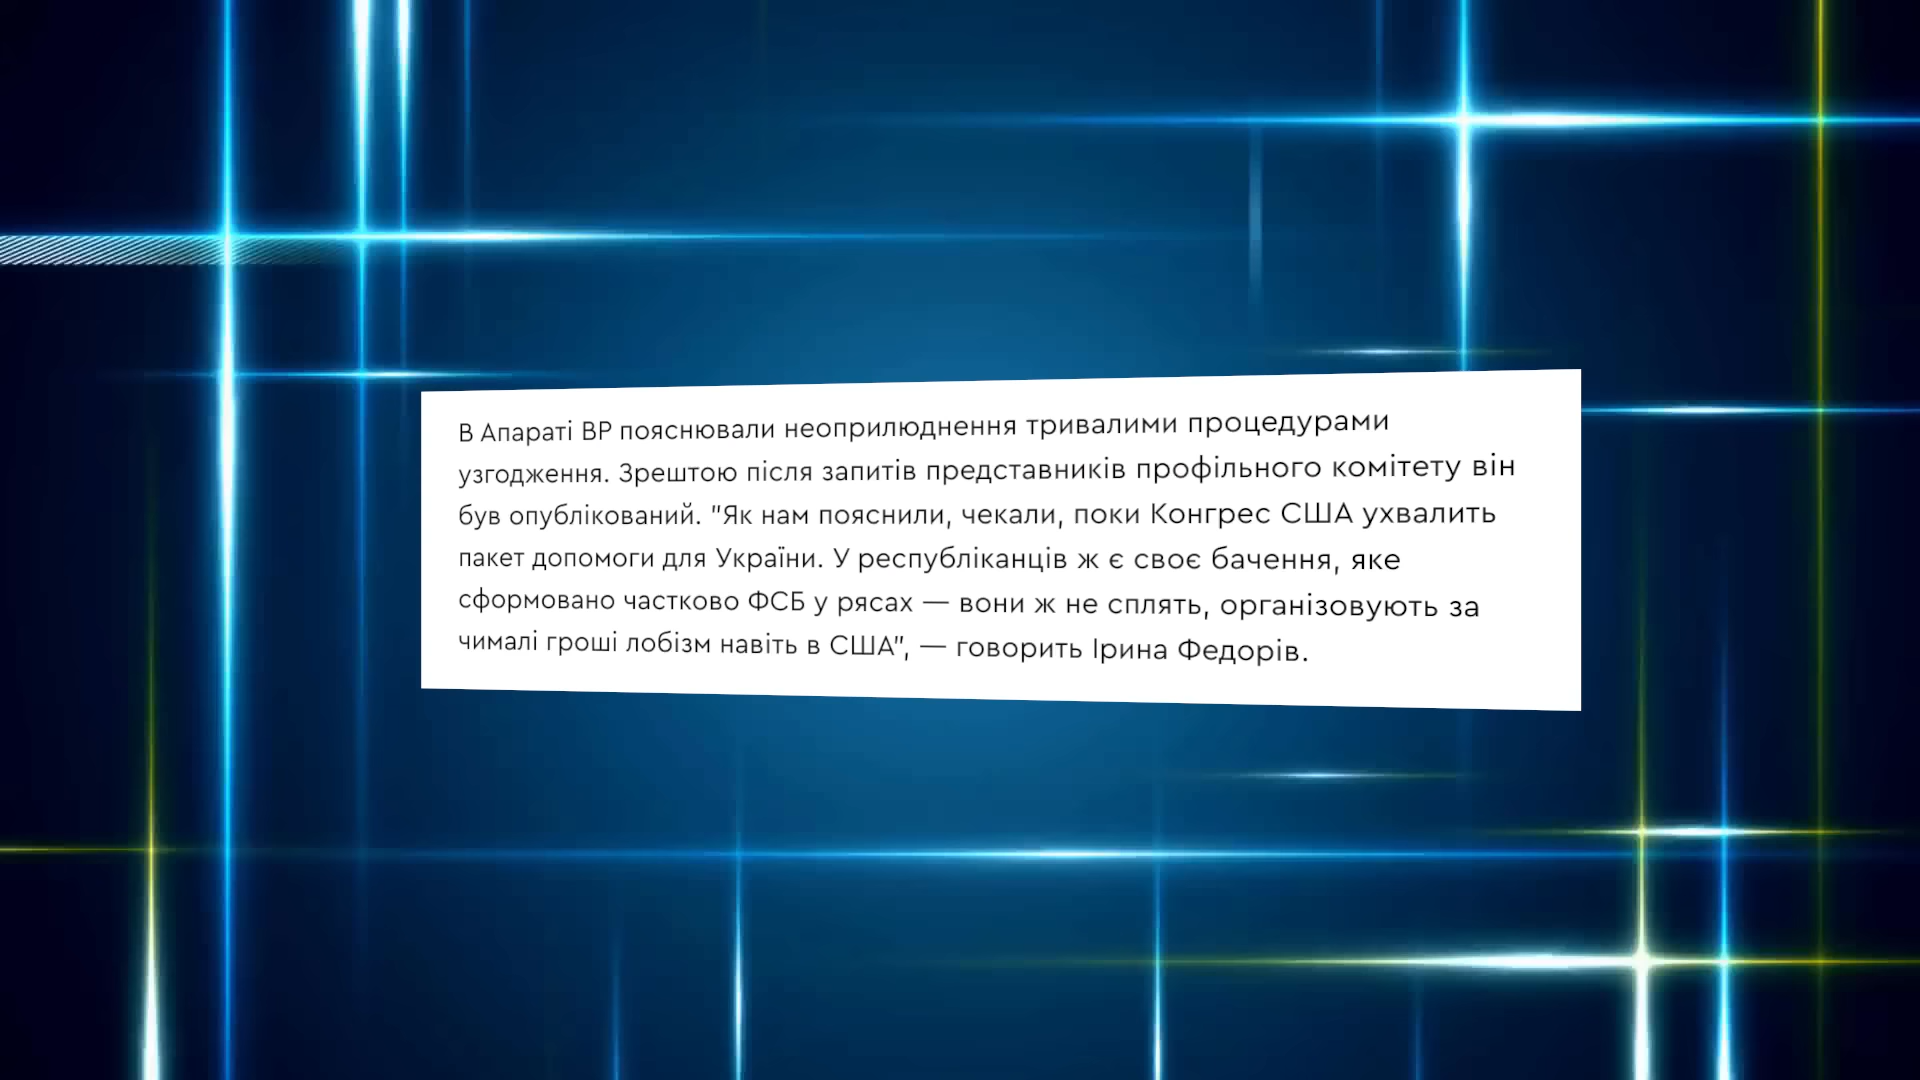 В Апараті ВР пояснювали неоприлюднення тривалими процедурами
узгодження. Зрештою після запитів представників профільного комітету він
був опублікований. "Як нам пояснили, чекали, поки Конгрес США ухвалить
пакет допомоги для України. У республіканців ж є своє бачення, яке
сформовано частково ФСБ у рясах — вони ж не сплять, організовують за
чималі гроші лобізм навіть в США", — говорить Ірина Федорів.